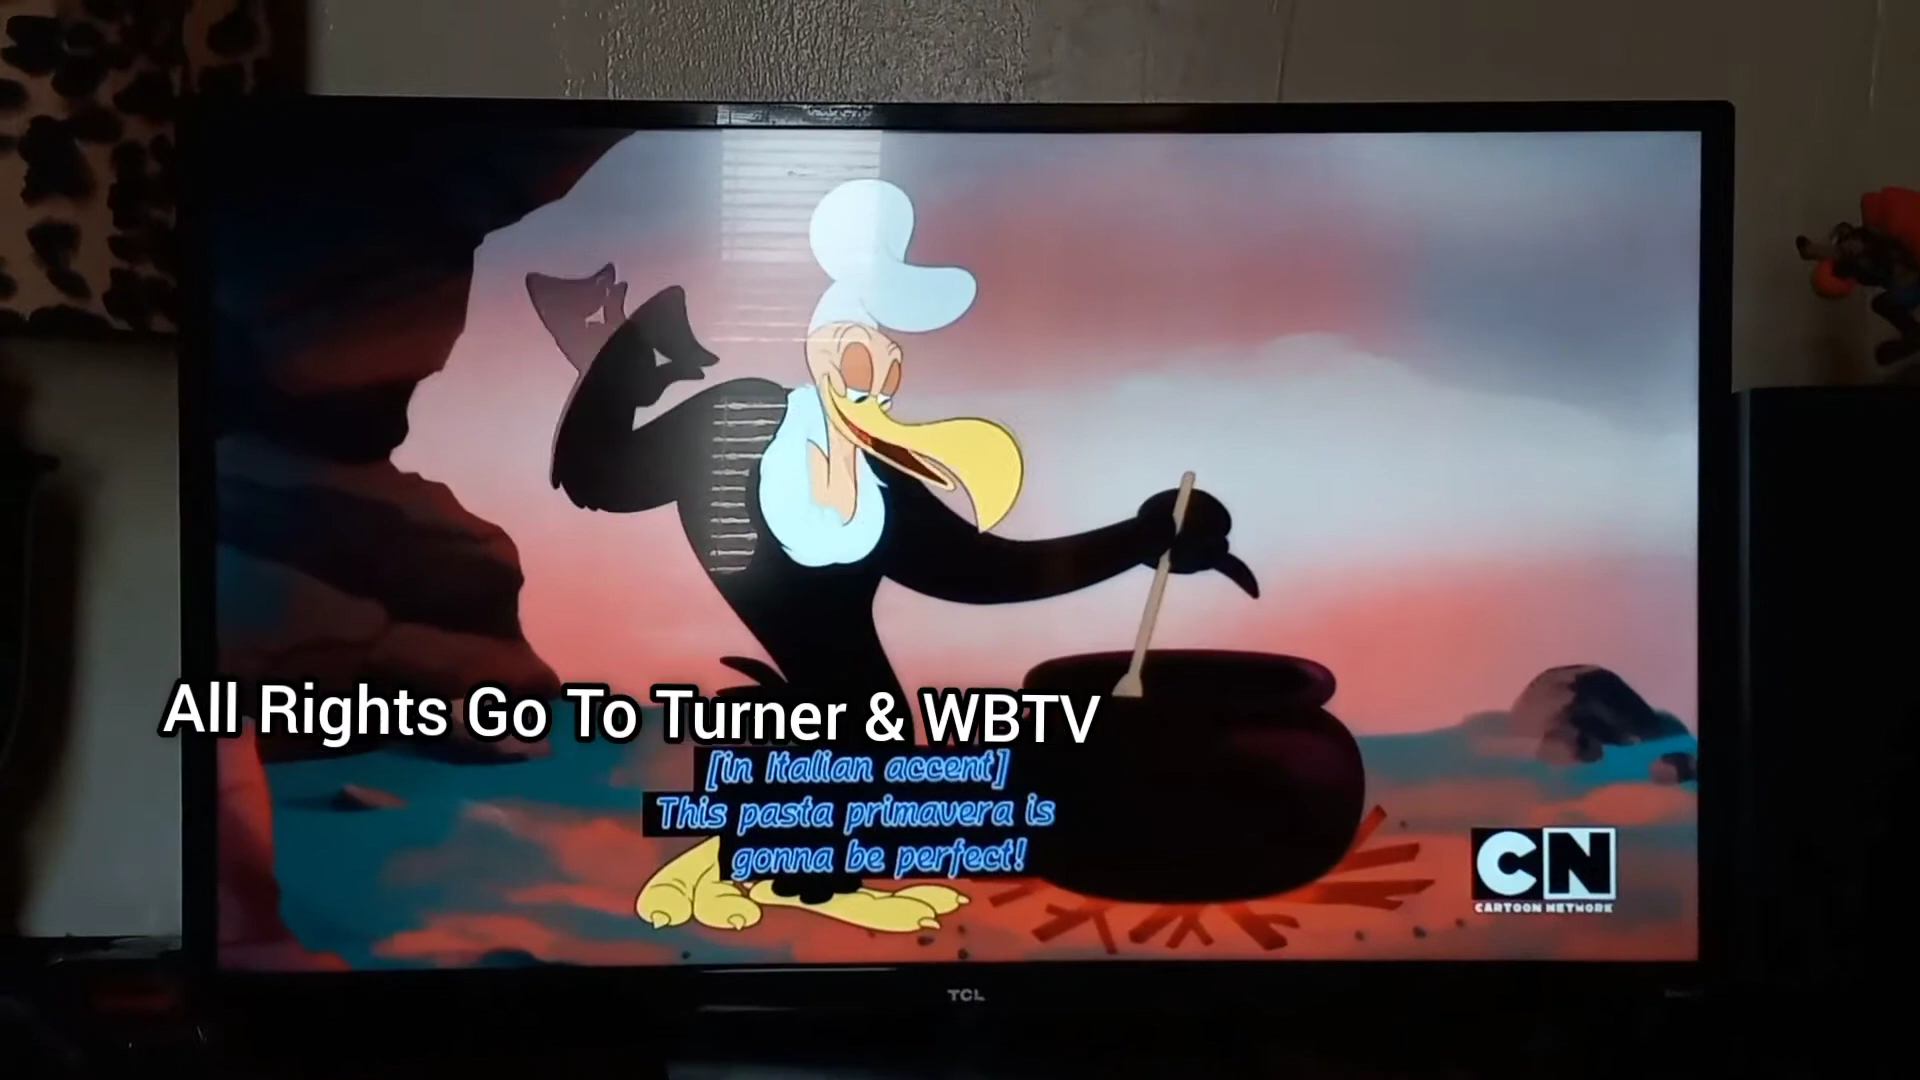 All Rights Go To Turner & WBTV
[in Italian accent]
This pasta primavera is
gonna be perfect!
CN
CARTOON NETWORK
TCL